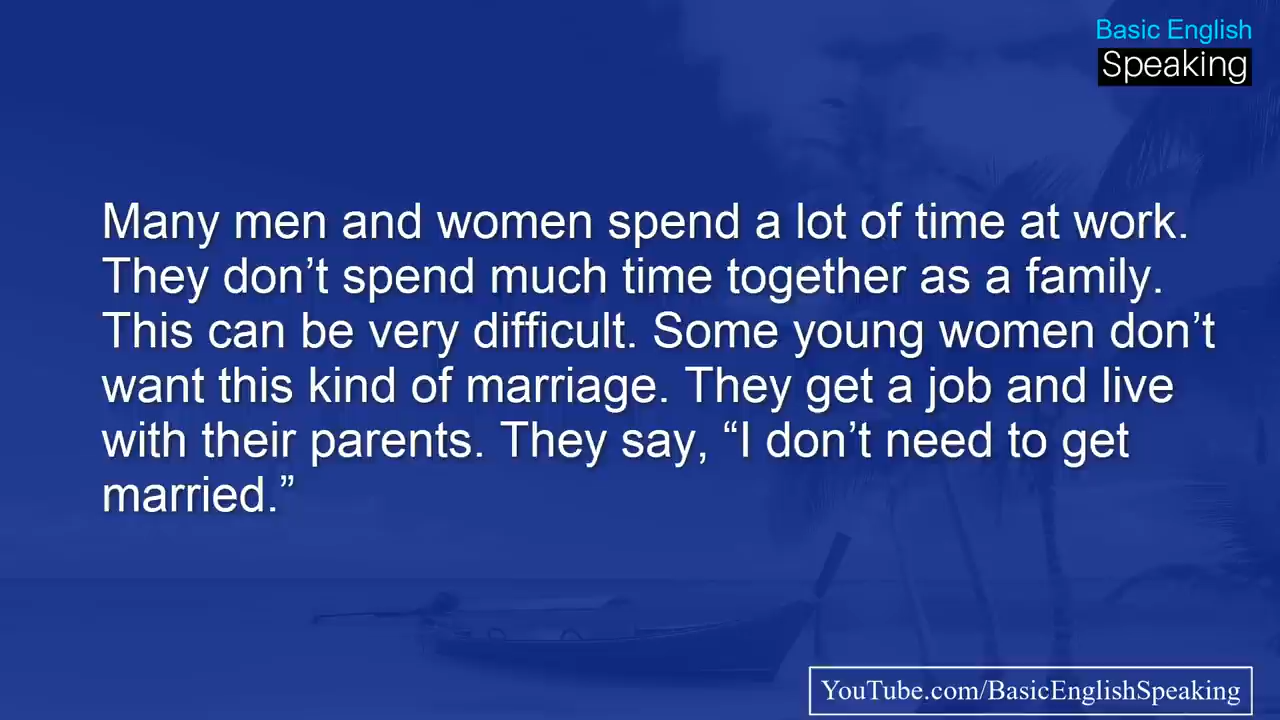 Basic English
Speaking
Many men and women spend a lot of time at work.
They don’t spend much time together as a family.
This can be very difficult. Some young women don’t
want this kind of marriage. They get a job and live
with their parents. They say, “I don’t need to get
married.”
YouTube.com/BasicEnglishSpeaking